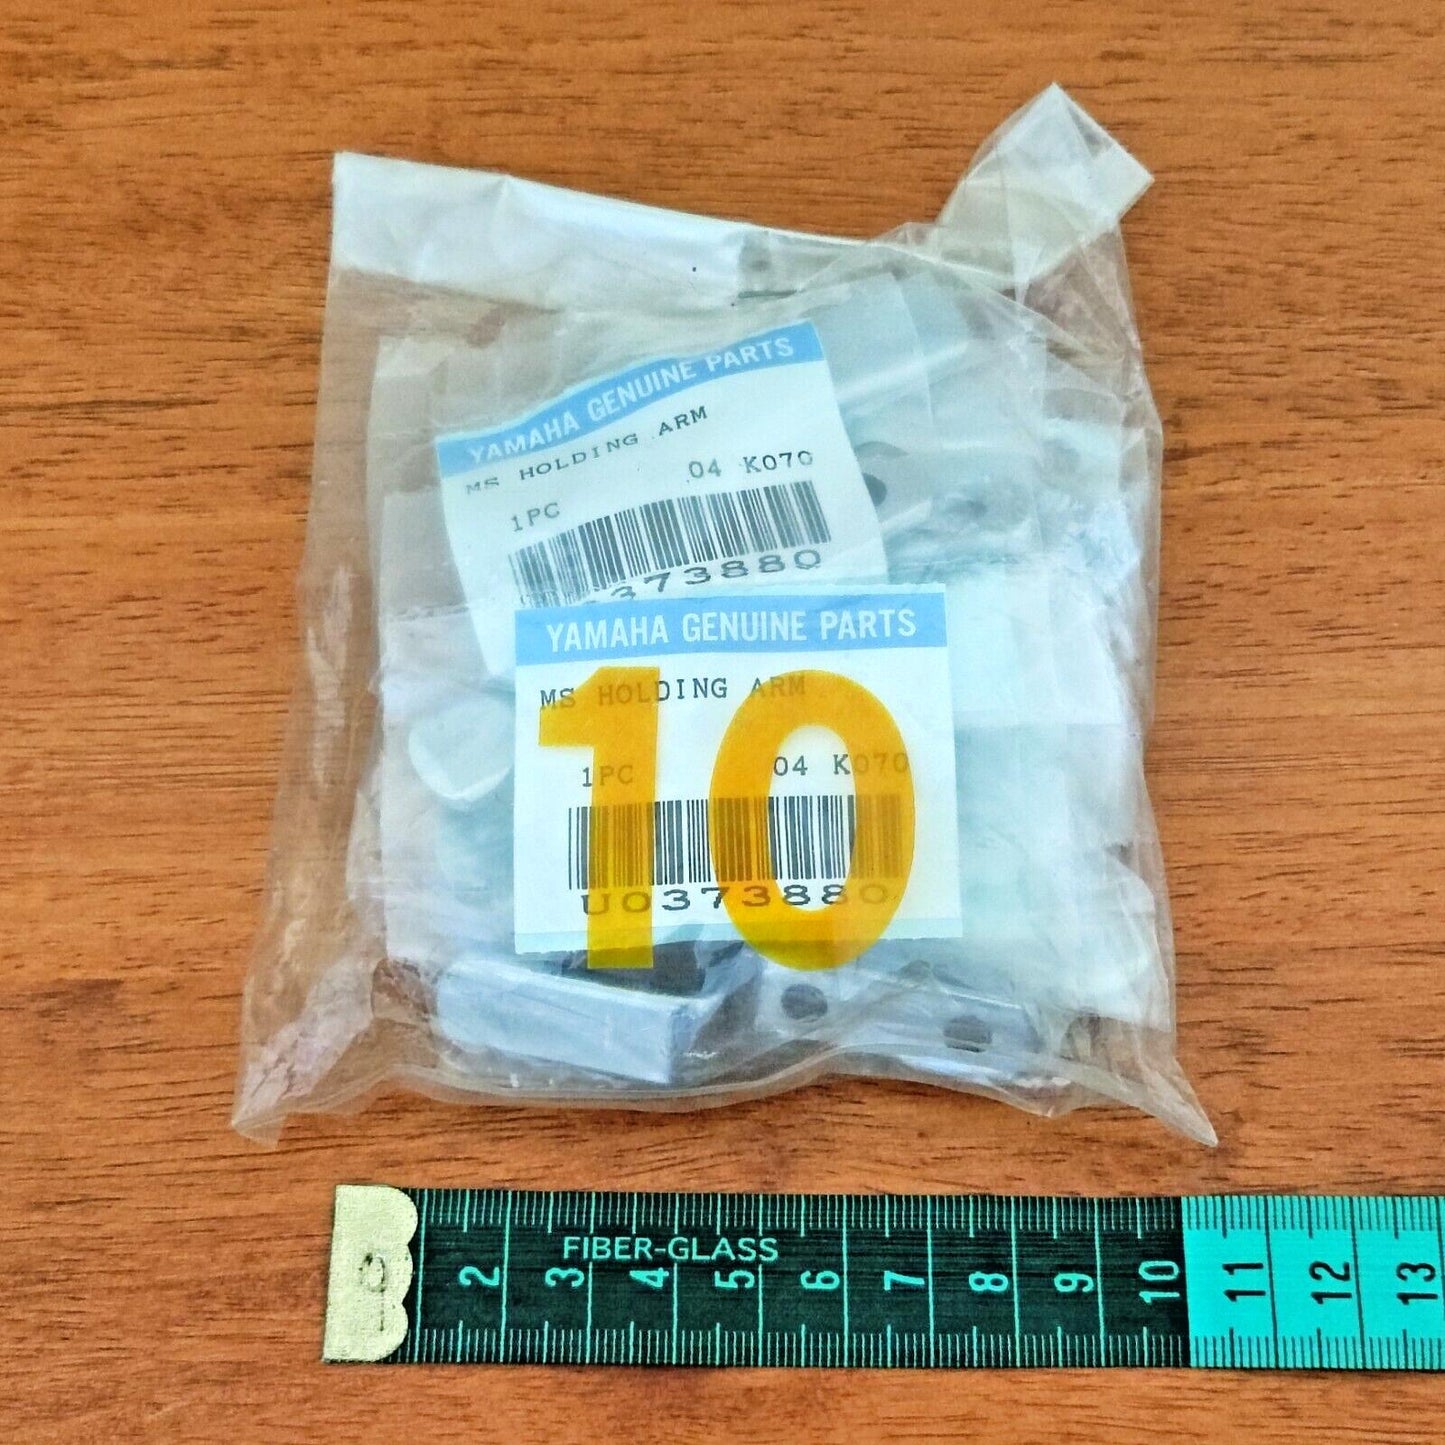 YAMAHA GENUINE PARTS
MS HOLDING ARM
1PC 04 K070
373880
YAMAHA GENUINE PARTS
MS HOLDING ARM
1PC 04 K070
U0373880
10
FIBER-GLASS
2 3 4 5 6 7 8 9 10 11 12 13